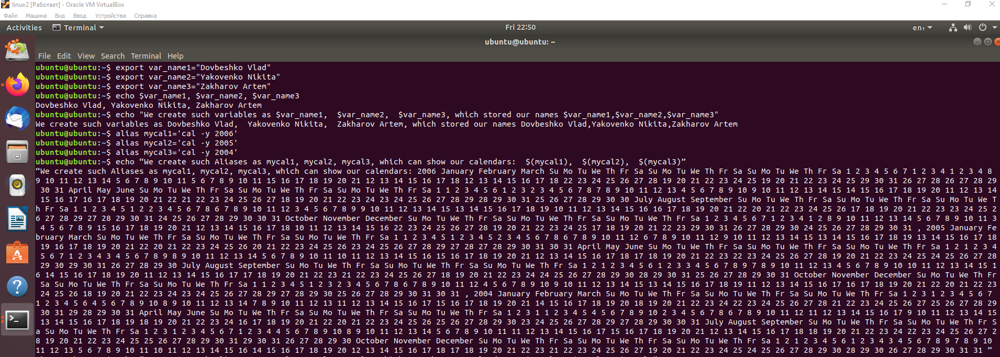 linux2 [Работает] - Oracle VM VirtualBox
Файл Машина Вид Ввод Устройства Справка
Activities Terminal Fri 22:50 en₁
ubuntu@ubuntu: ~
File Edit View Search Terminal Help
ubuntu@ubuntu:~$ export var_name1="Dovbeshko Vlad"
ubuntu@ubuntu:~$ export var_name2="Yakovenko Nikita"
ubuntu@ubuntu:~$ export var_name3="Zakharov Artem"
ubuntu@ubuntu:~$ echo $var_name1, $var_name2, $var_name3
Dovbeshko Vlad, Yakovenko Nikita, Zakharov Artem
ubuntu@ubuntu:~$ echo "We create such variables as $var_name1,  $var_name2,  $var_name3, which stored our names $var_name1,$var_name2,$var_name3"
We create such variables as Dovbeshko Vlad,  Yakovenko Nikita,  Zakharov Artem, which stored our names Dovbeshko Vlad,Yakovenko Nikita,Zakharov Artem
ubuntu@ubuntu:~$ alias mycal1='cal -y 2006'
ubuntu@ubuntu:~$ alias mycal2='cal -y 2005'
ubuntu@ubuntu:~$ alias mycal3='cal -y 2004'
ubuntu@ubuntu:~$ echo “We create such Aliases as mycal1, mycal2, mycal3, which can show our calendars:  $(mycal1),  $(mycal2),  $(mycal3)”
“We create such Aliases as mycal1, mycal2, mycal3, which can show our calendars: 2006 January February March Su Mo Tu We Th Fr Sa Su Mo Tu We Th Fr Sa Su Mo Tu We Th Fr Sa 1 2 3 4 5 6 7 1 2 3 4 1 2 3 4 8
9 10 11 12 13 14 5 6 7 8 9 10 11 5 6 7 8 9 10 11 15 16 17 18 19 20 21 12 13 14 15 16 17 18 12 13 14 15 16 17 18 22 23 24 25 26 27 28 19 20 21 22 23 24 25 19 20 21 22 23 24 25 29 30 31 26 27 28 26 27 28 29
30 31 April May June Su Mo Tu We Th Fr Sa Su Mo Tu We Th Fr Sa Su Mo Tu We Th Fr Sa 1 1 2 3 4 5 6 1 2 3 2 3 4 5 6 7 8 7 8 9 10 11 12 13 4 5 6 7 8 9 10 9 10 11 12 13 14 15 14 15 16 17 18 19 20 11 12 13 14
15 16 17 16 17 18 19 20 21 22 21 22 23 24 25 26 27 18 19 20 21 22 23 24 23 24 25 26 27 28 29 28 29 30 31 25 26 27 28 29 30 30 July August September Su Mo Tu We Th Fr Sa Su Mo Tu We Th Fr Sa Su Mo Tu We T
h Fr Sa 1 1 2 3 4 5 1 2 2 3 4 5 6 7 8 6 7 8 9 10 11 12 3 4 5 6 7 8 9 9 10 11 12 13 14 15 13 14 15 16 17 18 19 10 11 12 13 14 15 16 16 17 18 19 20 21 22 20 21 22 23 24 25 26 17 18 19 20 21 22 23 23 24 25 2
6 27 28 29 27 28 29 30 31 24 25 26 27 28 29 30 30 31 October November December Su Mo Tu We Th Fr Sa Su Mo Tu We Th Fr Sa Su Mo Tu We Th Fr Sa 1 2 3 4 5 6 7 1 2 3 4 1 2 8 9 10 11 12 13 14 5 6 7 8 9 10 11 3
4 5 6 7 8 9 15 16 17 18 19 20 21 12 13 14 15 16 17 18 10 11 12 13 14 15 16 22 23 24 25 26 27 28 19 20 21 22 23 24 25 17 18 19 20 21 22 23 29 30 31 26 27 28 29 30 24 25 26 27 28 29 30 31 , 2005 January Fe
bruary March Su Mo Tu We Th Fr Sa Su Mo Tu We Th Fr Sa Su Mo Tu We Th Fr Sa 1 1 2 3 4 5 1 2 3 4 5 2 3 4 5 6 7 8 6 7 8 9 10 11 12 6 7 8 9 10 11 12 9 10 11 12 13 14 15 13 14 15 16 17 18 19 13 14 15 16 17 18
19 16 17 18 19 20 21 22 20 21 22 23 24 25 26 20 21 22 23 24 25 26 23 24 25 26 27 28 29 27 28 27 28 29 30 31 30 31 April May June Su Mo Tu We Th Fr Sa Su Mo Tu We Th Fr Sa Su Mo Tu We Th Fr Sa 1 2 1 2 3 4
5 6 7 1 2 3 4 3 4 5 6 7 8 9 8 9 10 11 12 13 14 5 6 7 8 9 10 11 10 11 12 13 14 15 16 15 16 17 18 19 20 21 12 13 14 15 16 17 18 17 18 19 20 21 22 23 22 23 24 25 26 27 28 19 20 21 22 23 24 25 24 25 26 27 28
29 30 29 30 31 26 27 28 29 30 July August September Su Mo Tu We Th Fr Sa Su Mo Tu We Th Fr Sa Su Mo Tu We Th Fr Sa 1 2 1 2 3 4 5 6 1 2 3 3 4 5 6 7 8 9 7 8 9 10 11 12 13 4 5 6 7 8 9 10 10 11 12 13 14 15 1
6 14 15 16 17 18 19 20 11 12 13 14 15 16 17 17 18 19 20 21 22 23 21 22 23 24 25 26 27 18 19 20 21 22 23 24 24 25 26 27 28 29 30 28 29 30 31 25 26 27 28 29 30 31 October November December Su Mo Tu We Th Fr
Sa Su Mo Tu We Th Fr Sa Su Mo Tu We Th Fr Sa 1 1 2 3 4 5 1 2 3 2 3 4 5 6 7 8 6 7 8 9 10 11 12 4 5 6 7 8 9 10 9 10 11 12 13 14 15 13 14 15 16 17 18 19 11 12 13 14 15 16 17 16 17 18 19 20 21 22 20 21 22 23
24 25 26 18 19 20 21 22 23 24 23 24 25 26 27 28 29 27 28 29 30 25 26 27 28 29 30 31 30 31 , 2004 January February March Su Mo Tu We Th Fr Sa Su Mo Tu We Th Fr Sa Su Mo Tu We Th Fr Sa 1 2 3 1 2 3 4 5 6 7
1 2 3 4 5 6 4 5 6 7 8 9 10 8 9 10 11 12 13 14 7 8 9 10 11 12 13 11 12 13 14 15 16 17 15 16 17 18 19 20 21 14 15 16 17 18 19 20 18 19 20 21 22 23 24 22 23 24 25 26 27 28 21 22 23 24 25 26 27 25 26 27 28 29
30 31 29 28 29 30 31 April May June Su Mo Tu We Th Fr Sa Su Mo Tu We Th Fr Sa Su Mo Tu We Th Fr Sa 1 2 3 1 1 2 3 4 5 4 5 6 7 8 9 10 2 3 4 5 6 7 8 6 7 8 9 10 11 12 11 12 13 14 15 16 17 9 10 11 12 13 14 15
13 14 15 16 17 18 19 18 19 20 21 22 23 24 16 17 18 19 20 21 22 20 21 22 23 24 25 26 25 26 27 28 29 30 23 24 25 26 27 28 29 27 28 29 30 30 31 July August September Su Mo Tu We Th Fr Sa Su Mo Tu We Th Fr S
a Su Mo Tu We Th Fr Sa 1 2 3 1 2 3 4 5 6 7 1 2 3 4 4 5 6 7 8 9 10 8 9 10 11 12 13 14 5 6 7 8 9 10 11 11 12 13 14 15 16 17 15 16 17 18 19 20 21 12 13 14 15 16 17 18 18 19 20 21 22 23 24 22 23 24 25 26 27 2
8 19 20 21 22 23 24 25 25 26 27 28 29 30 31 29 30 31 26 27 28 29 30 October November December Su Mo Tu We Th Fr Sa Su Mo Tu We Th Fr Sa Su Mo Tu We Th Fr Sa 1 2 1 2 3 4 5 6 1 2 3 4 3 4 5 6 7 8 9 7 8 9 10
11 12 13 5 6 7 8 9 10 11 10 11 12 13 14 15 16 14 15 16 17 18 19 20 12 13 14 15 16 17 18 17 18 19 20 21 22 23 21 22 23 24 25 26 27 19 20 21 22 23 24 25 24 25 26 27 28 29 30 28 29 30 26 27 28 29 30 31 31 ”